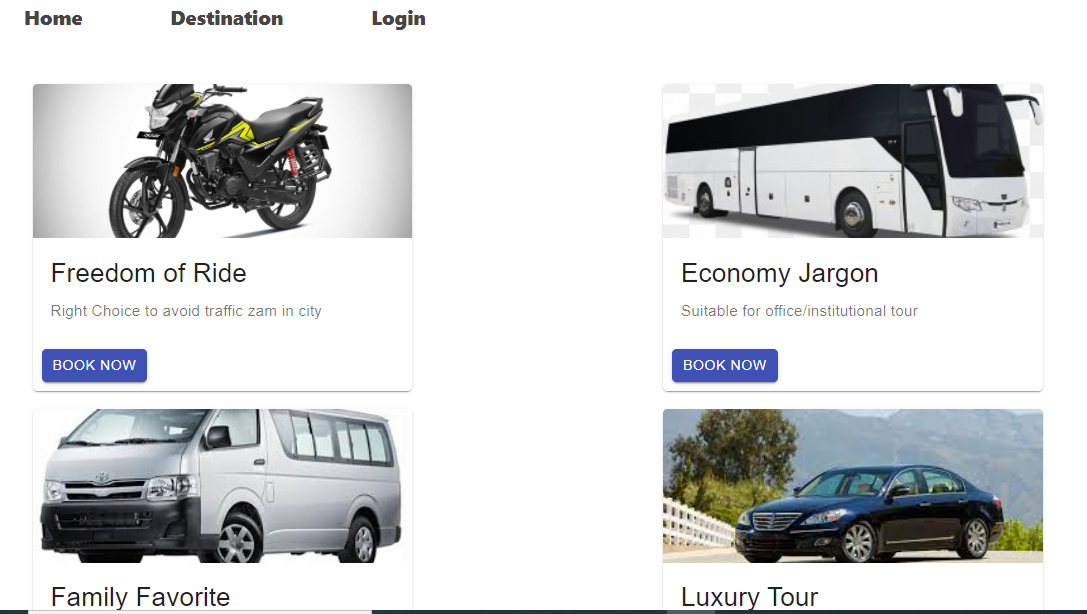 Home Destination Login
Freedom of Ride
Right Choice to avoid traffic zam in city
BOOK NOW
Economy Jargon
Suitable for office/institutional tour
BOOK NOW
Family Favorite
Luxury Tour